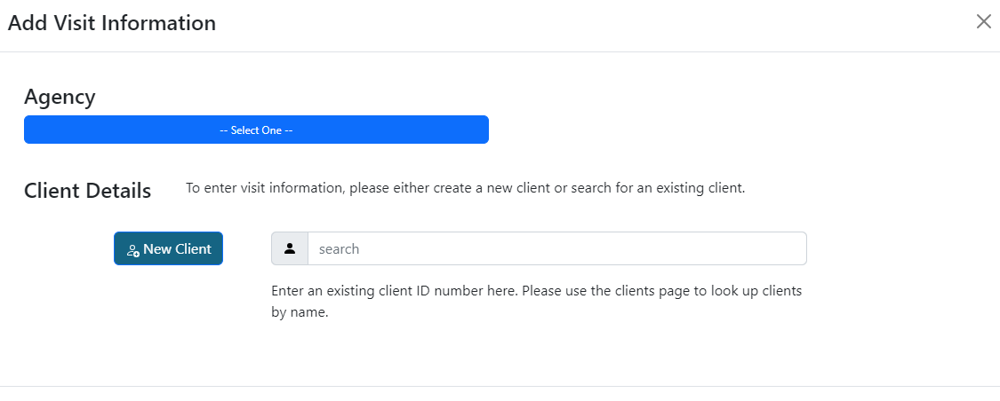 Add Visit Information
Agency
-- Select One --
Client Details
To enter visit information, please either create a new client or search for an existing client.
New Client
search
Enter an existing client ID number here. Please use the clients page to look up clients
by name.